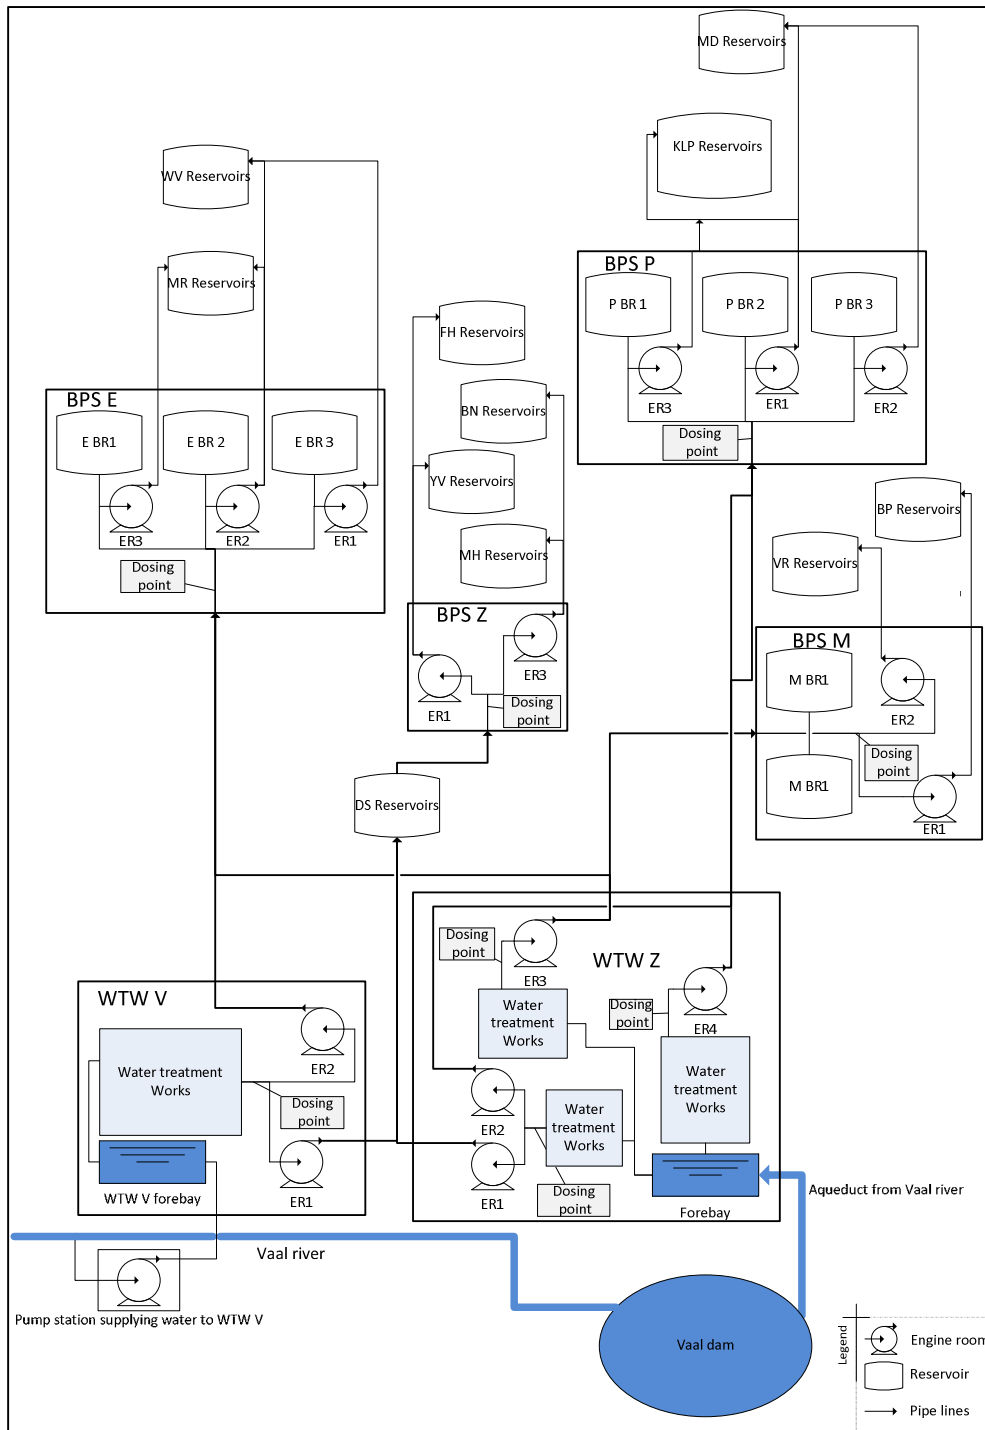 MD Reservoirs
KLP Reservoirs
WV Reservoirs
MR Reservoirs
BPS P
P BR 1
P BR 2
P BR 3
ER3
ER1
ER2
Dosing
point
FH Reservoirs
BN Reservoirs
YV Reservoirs
MH Reservoirs
BPS E
E BR1
E BR 2
E BR 3
ER3
ER2
ER1
Dosing
point
BP Reservoirs
VR Reservoirs
BPS Z
ER3
ER1
Dosing
point
BPS M
M BR1
ER2
Dosing
point
M BR1
ER1
DS Reservoirs
WTW Z
Dosing
point
ER3
Water
treatment
Works
Dosing
point
ER4
Water
treatment
Works
ER2
Water
treatment
Works
ER1
Dosing
point
Forebay
WTW V
ER2
Water treatment
Works
Dosing
point
ER1
WTW V forebay
Aqueduct from Vaal river
Vaal river
Pump station supplying water to WTW V
Vaal dam
Legend
Engine room
Reservoir
Pipe lines